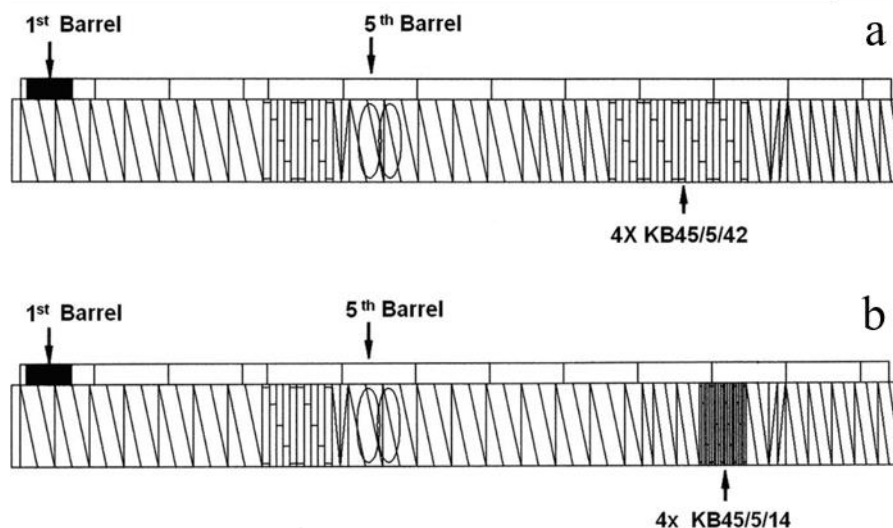 a
1st Barrel 5th Barrel
4X KB45/5/42
b
1st Barrel 5th Barrel
4x KB45/5/14